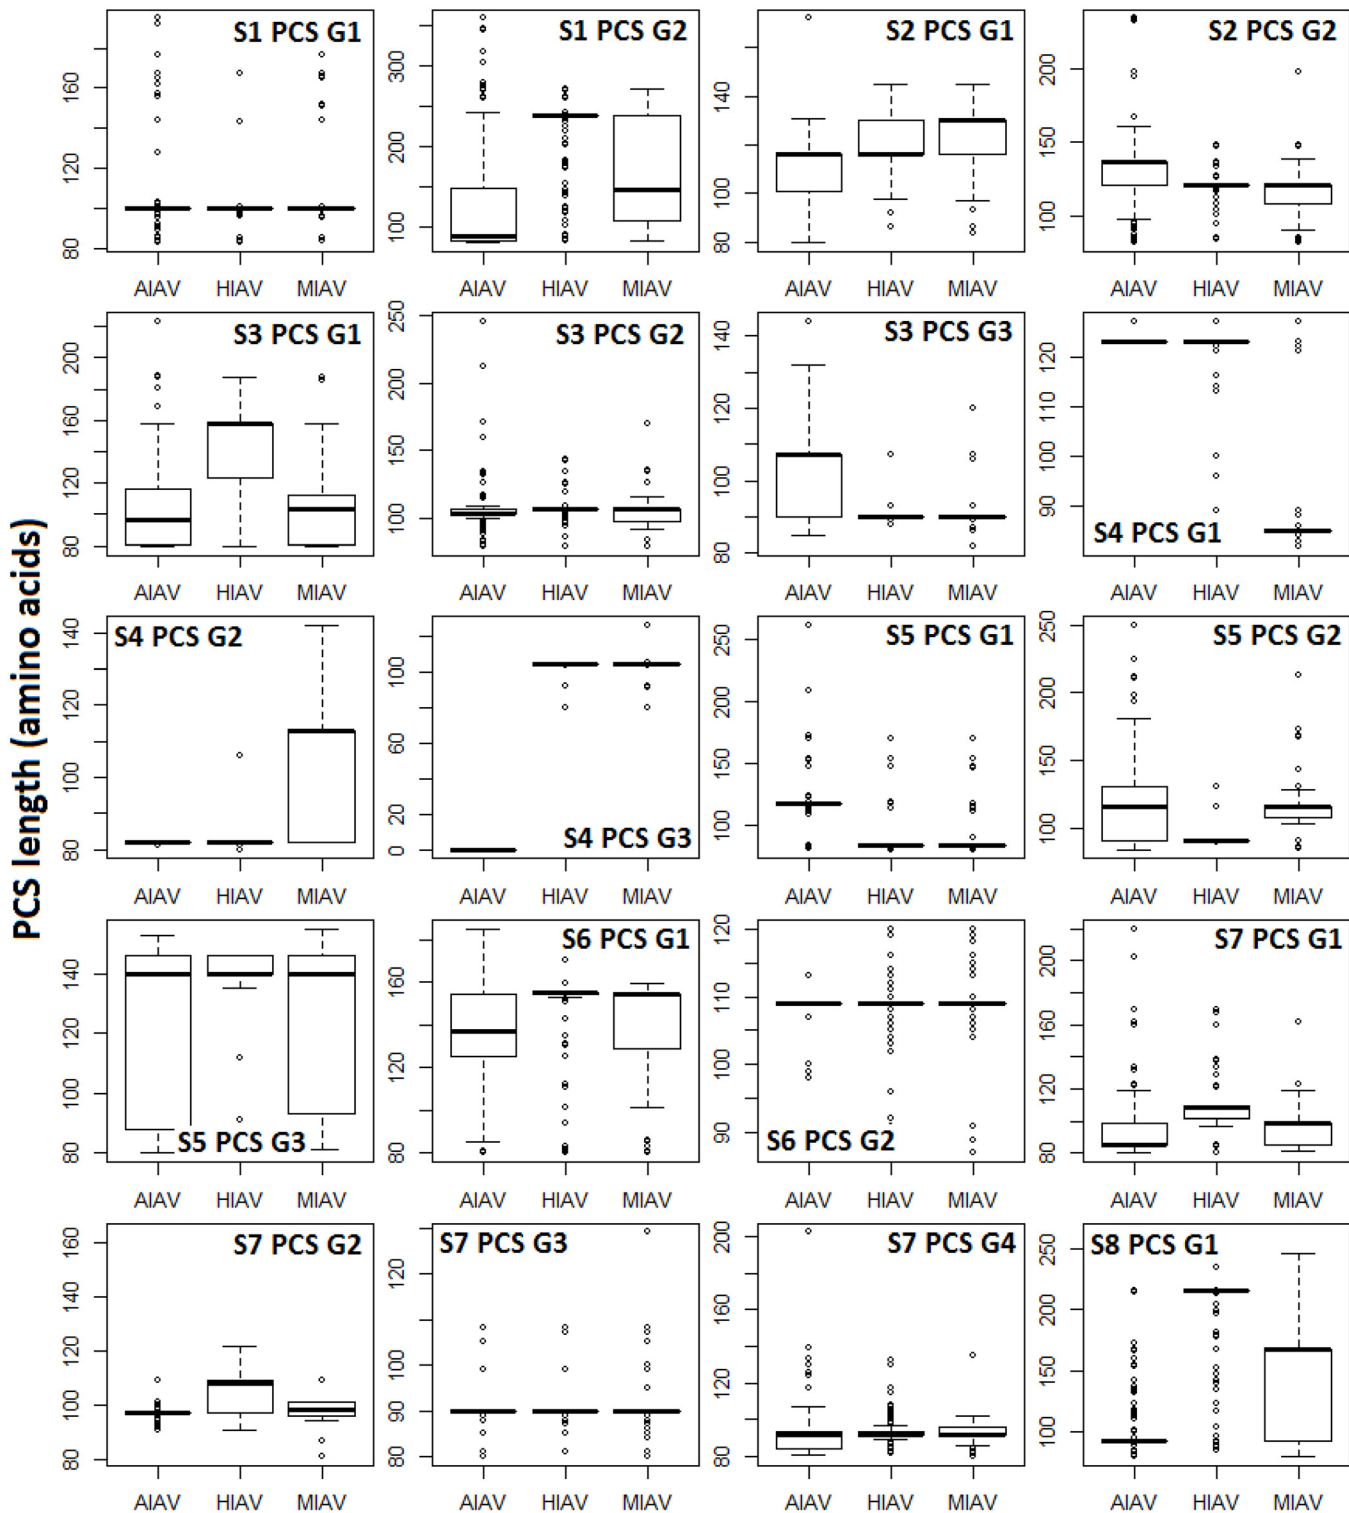 PCS length (amino acids)
S1 PCS G1
160
120
100
80
AIAV HIAV MIAV
S1 PCS G2
300
200
100
AIAV HIAV MIAV
S2 PCS G1
140
100
80
AIAV HIAV MIAV
S2 PCS G2
200
150
100
AIAV HIAV MIAV
S3 PCS G1
200
160
120
80
AIAV HIAV MIAV
S3 PCS G2
250
200
150
100
AIAV HIAV MIAV
S3 PCS G3
140
120
100
80
AIAV HIAV MIAV
120
110
100
90
S4 PCS G1
AIAV HIAV MIAV
S4 PCS G2
140
120
100
80
AIAV HIAV MIAV
100
60
20
0
S4 PCS G3
AIAV HIAV MIAV
S5 PCS G1
250
200
150
100
AIAV HIAV MIAV
S5 PCS G2
250
200
150
100
AIAV HIAV MIAV
140
120
100
80
S5 PCS G3
AIAV HIAV MIAV
S6 PCS G1
160
120
80
AIAV HIAV MIAV
120
110
100
90
S6 PCS G2
AIAV HIAV MIAV
S7 PCS G1
200
160
120
80
AIAV HIAV MIAV
S7 PCS G2
160
140
120
100
80
AIAV HIAV MIAV
S7 PCS G3
120
100
90
80
AIAV HIAV MIAV
S7 PCS G4
200
160
120
80
AIAV HIAV MIAV
S8 PCS G1
250
200
150
100
AIAV HIAV MIAV